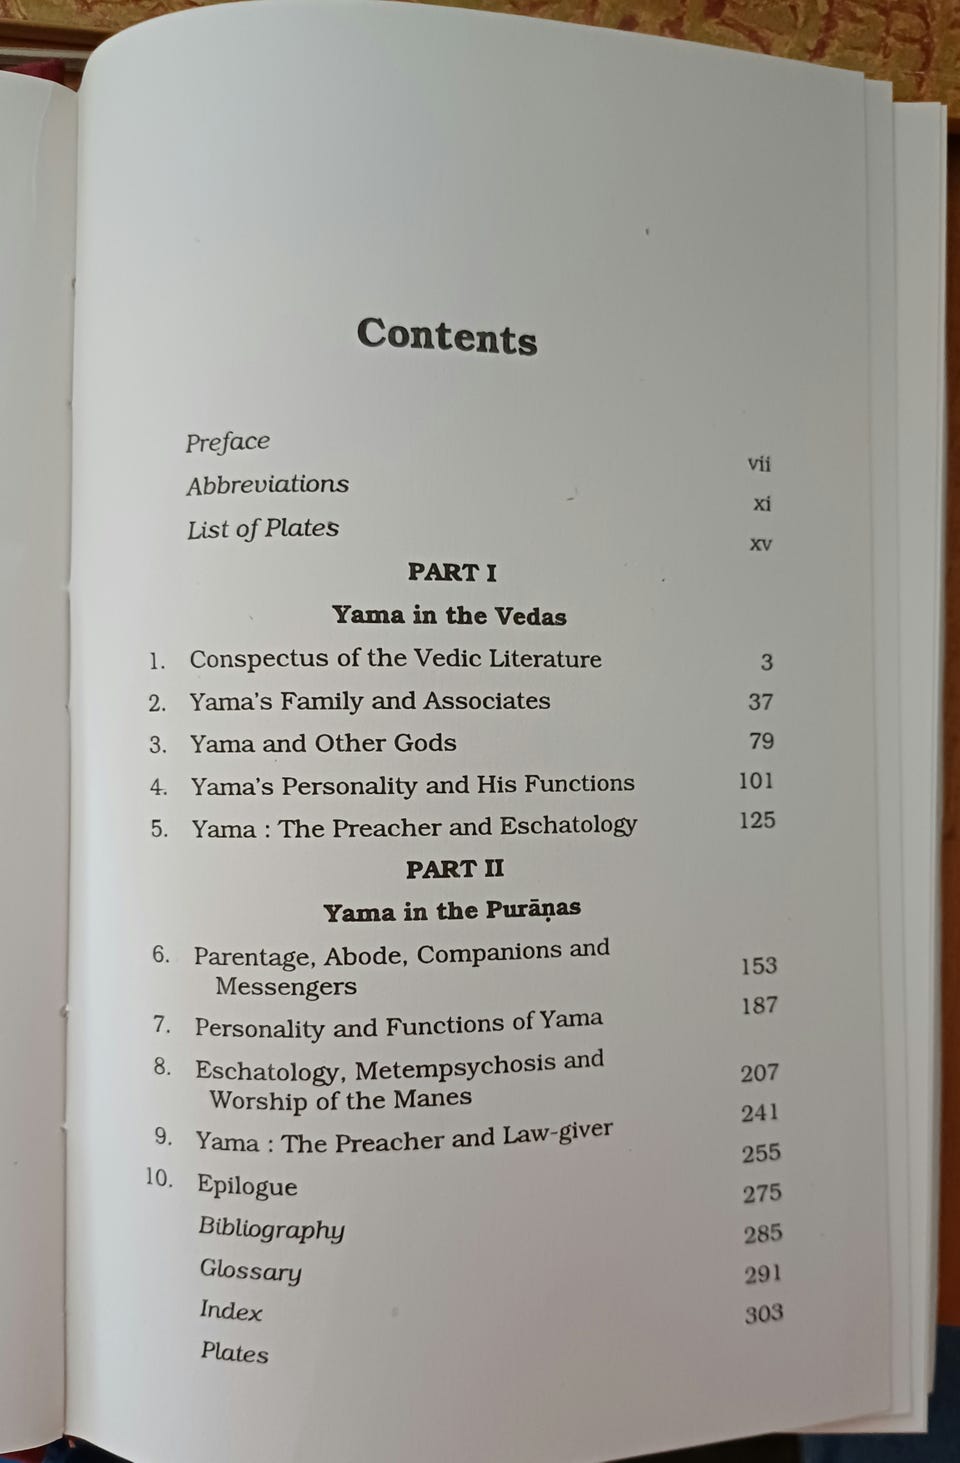 Contents
Preface vii
Abbreviations xi
List of Plates xv
PART I
Yama in the Vedas
1. Conspectus of the Vedic Literature 3
2. Yama's Family and Associates 37
3. Yama and Other Gods 79
4. Yama's Personality and His Functions 101
5. Yama : The Preacher and Eschatology 125
PART II
Yama in the Purāṇas
6. Parentage, Abode, Companions and
Messengers 153
7. Personality and Functions of Yama 187
8. Eschatology, Metempsychosis and
Worship of the Manes 207
9. Yama : The Preacher and Law-giver 241
10. Epilogue 255
Bibliography 275
Glossary 285
Index 291
Plates 303